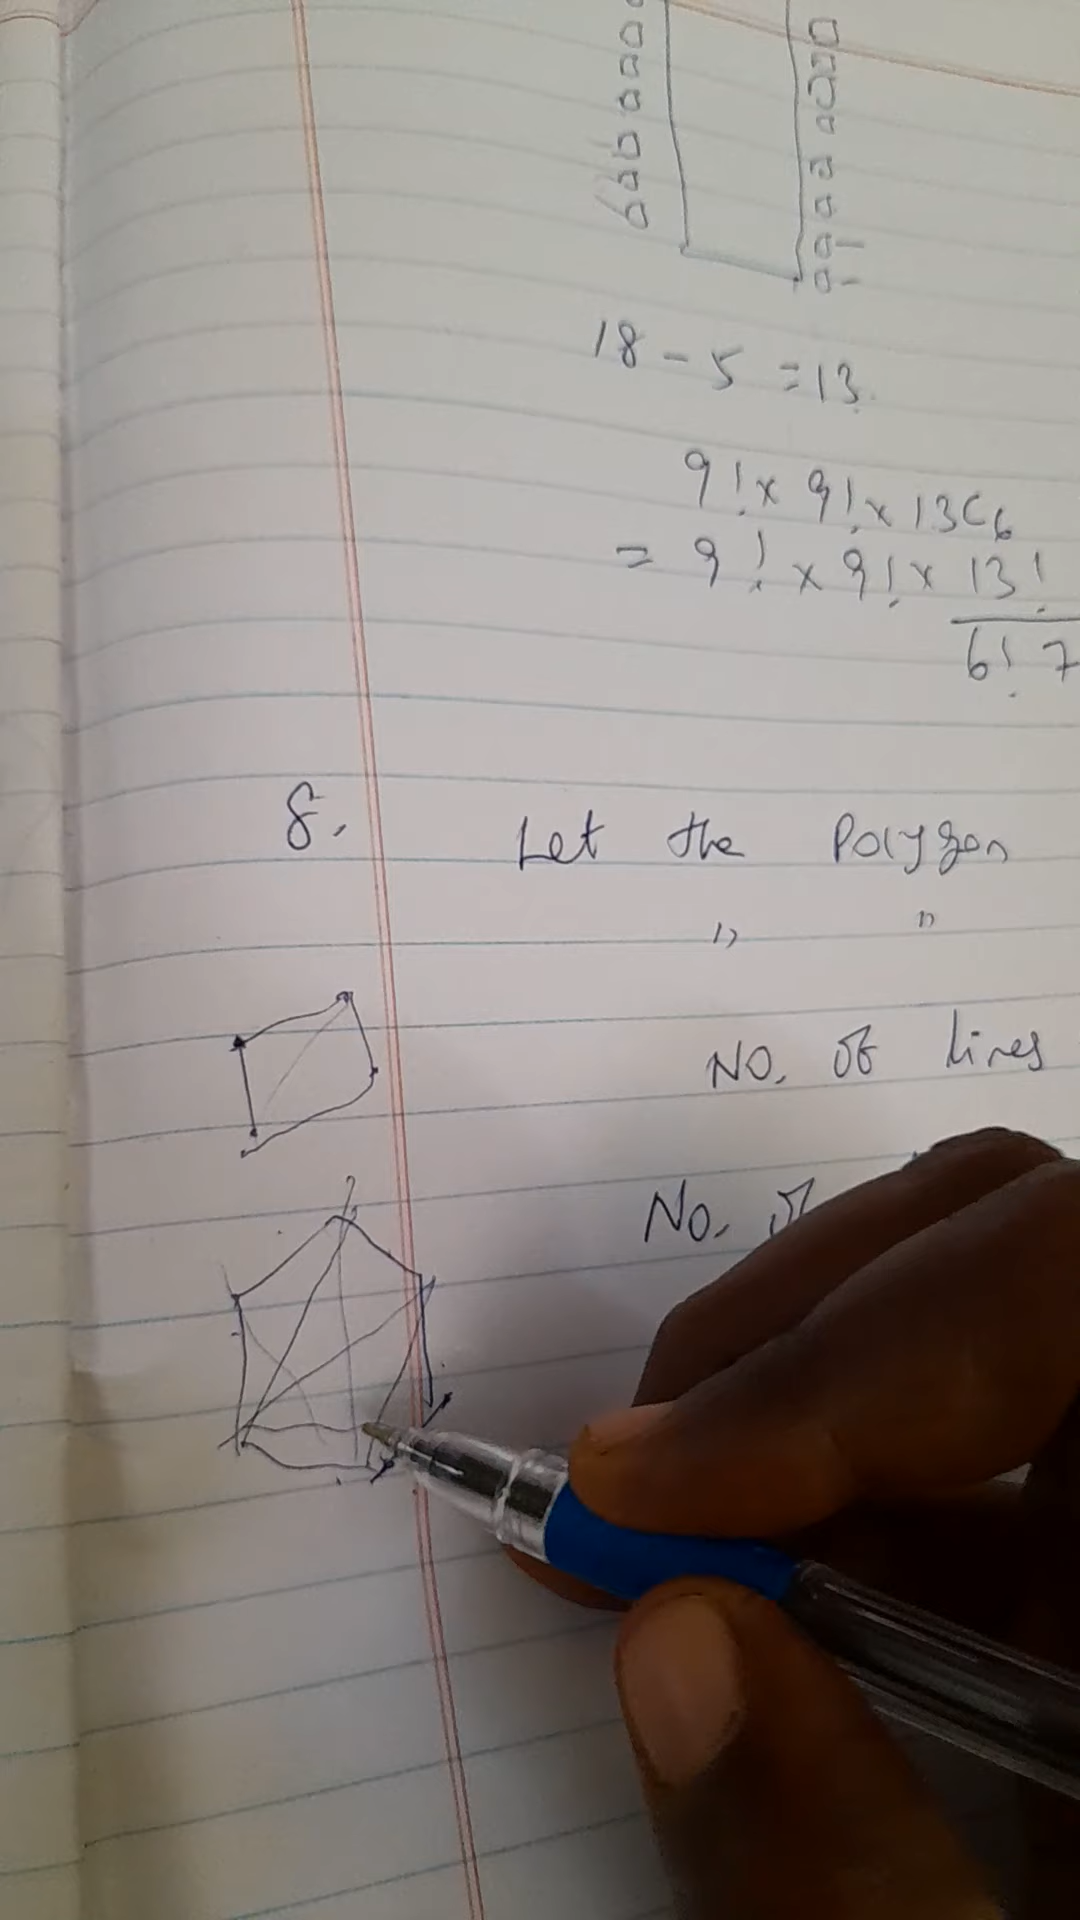 18 - 5 = 13.
9! x 9! x 13C6
= 9! x 9! x 13!
6! 7
8. Let the Polygon
" "
No. of lines
No. of